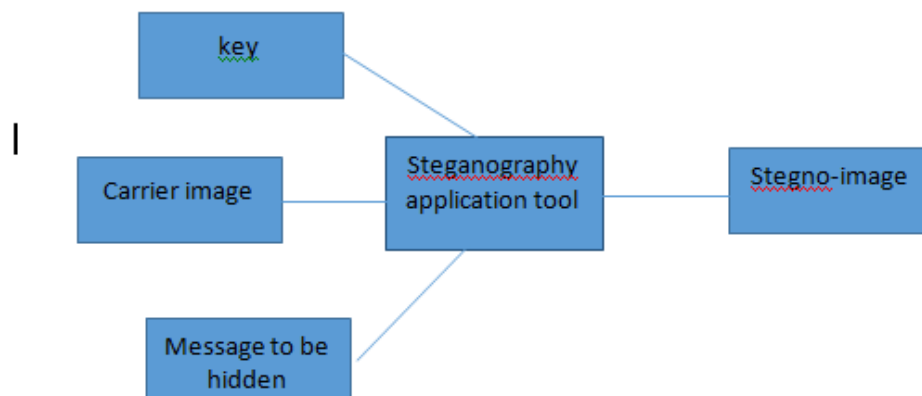 key
Carrier image
Steganography
application tool
Stegno-image
Message to be
hidden